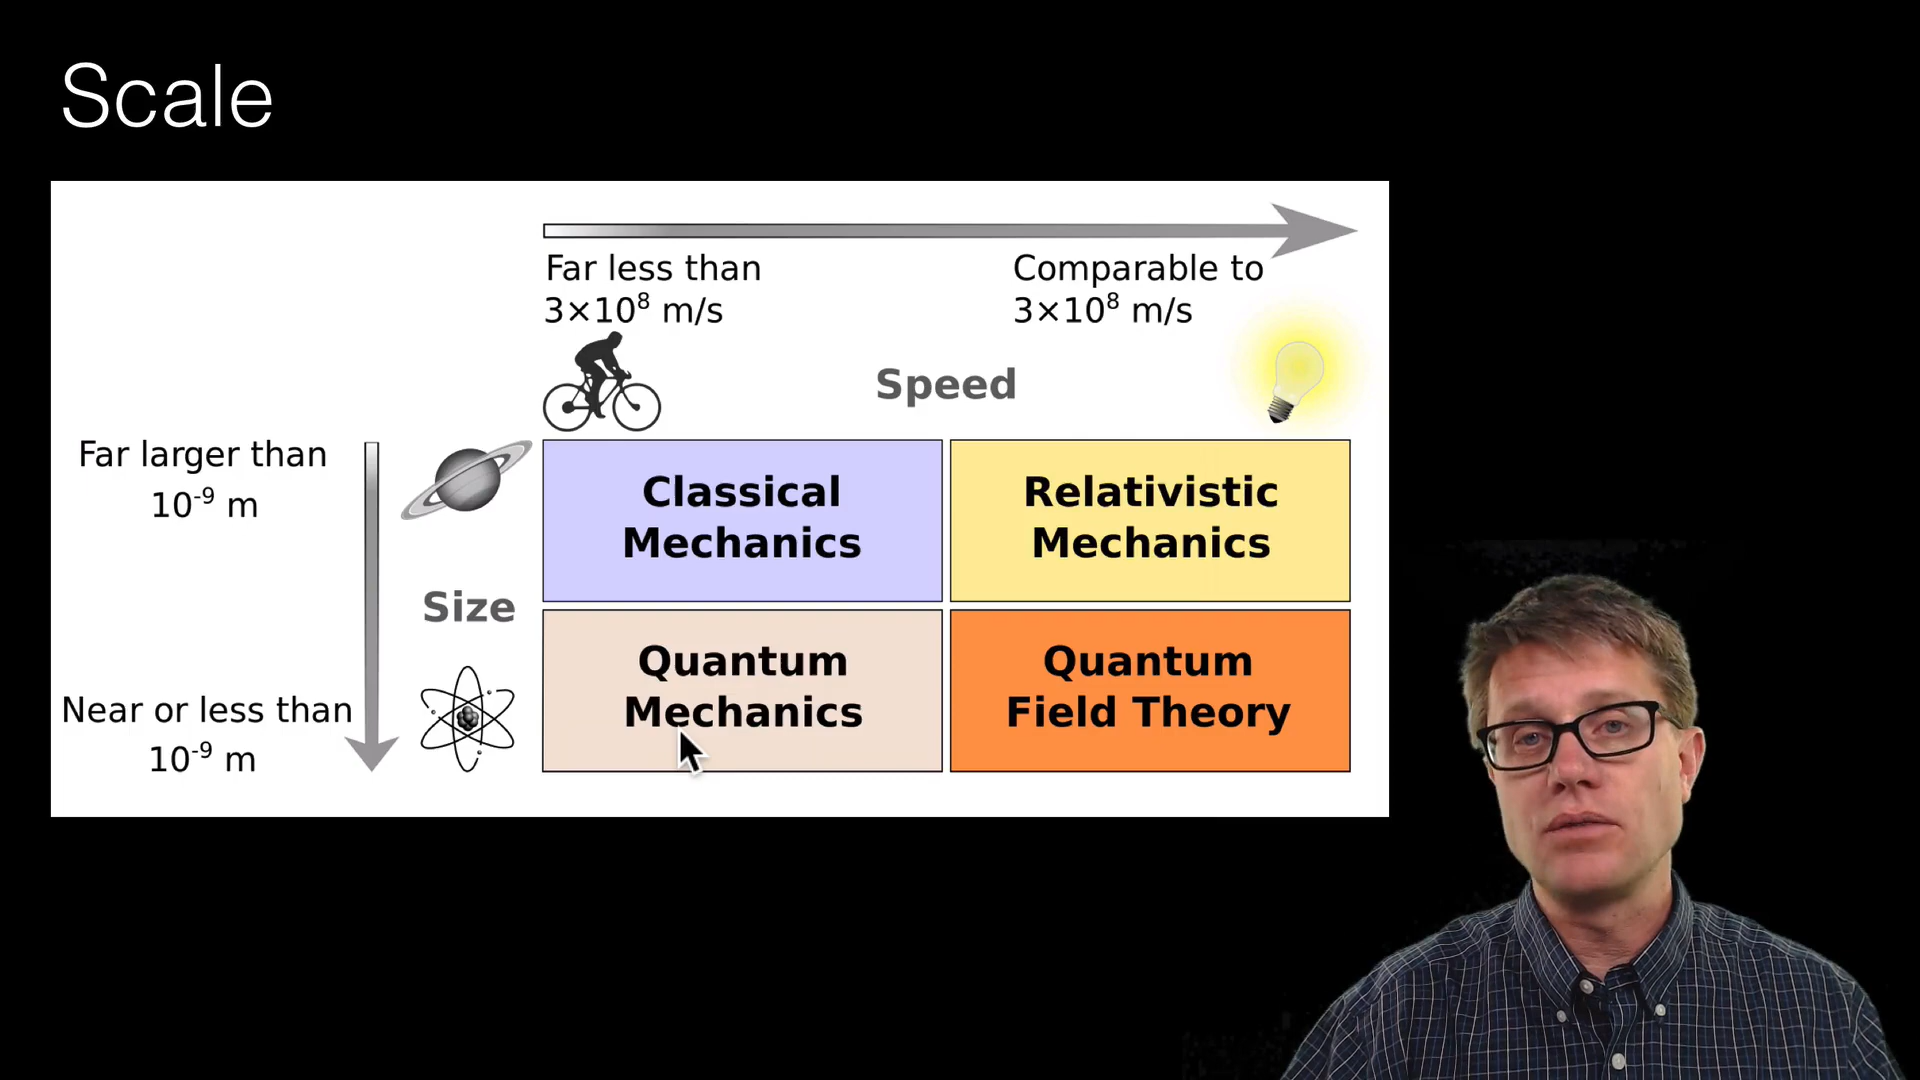 Scale
Far less than
3×10⁸ m/s
Comparable to
3×10⁸ m/s
Speed
Far larger than
10⁻⁹ m
Size
Near or less than
10⁻⁹ m
Classical
Mechanics
Relativistic
Mechanics
Quantum
Mechanics
Quantum
Field Theory